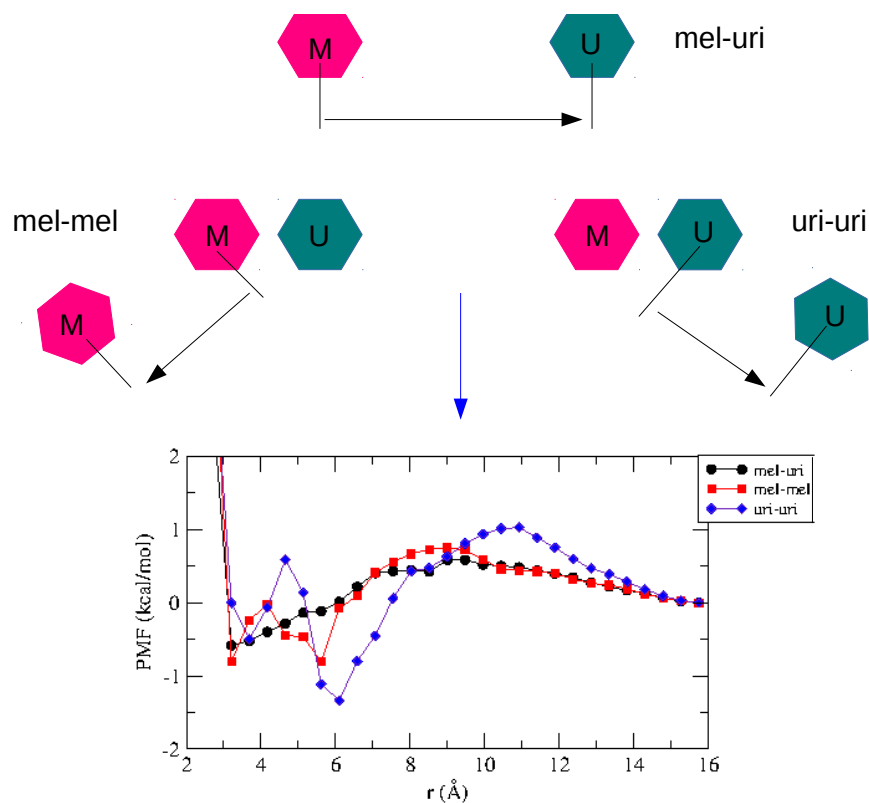 M
U
mel-uri
mel-mel
M
U
M
U
uri-uri
M
U
2
1
0
-1
-2
PMF (kcal/mol)
mel-uri
mel-mel
uri-uri
2 4 6 8 10 12 14 16
r (Å)